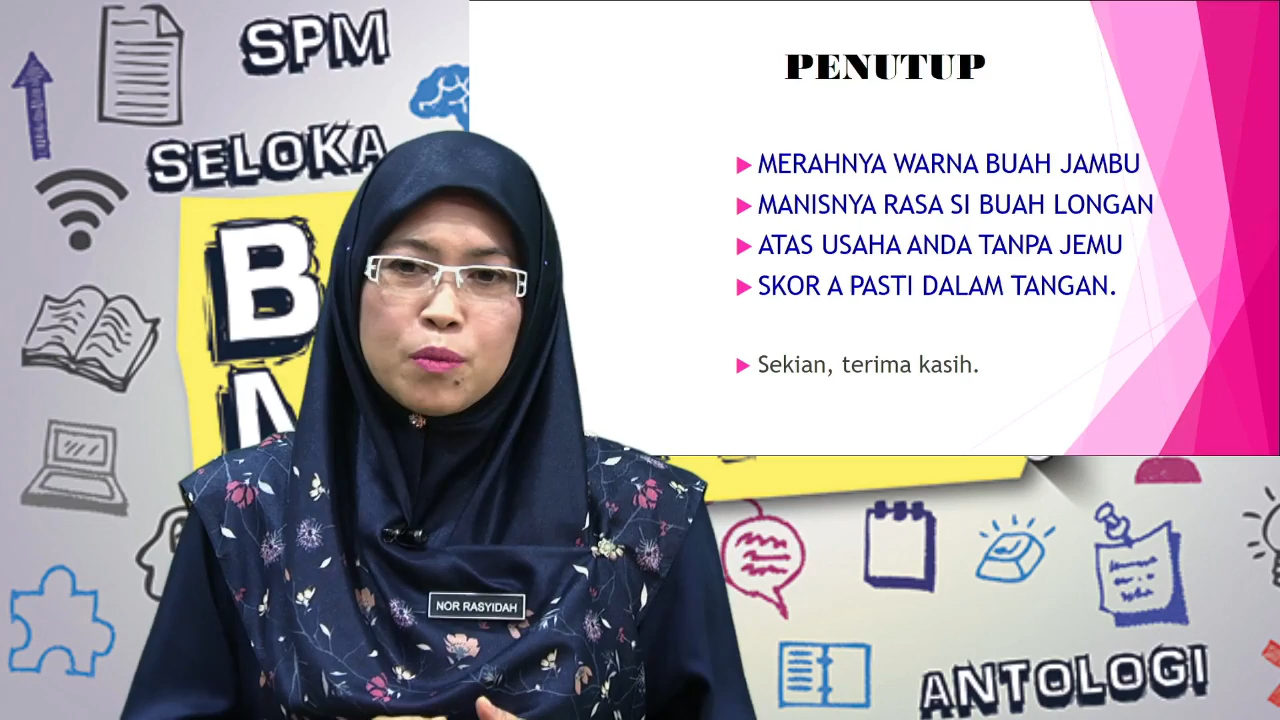 SPM
SELOKA
B
PENUTUP
MERAHNYA WARNA BUAH JAMBU
MANISNYA RASA SI BUAH LONGAN
ATAS USAHA ANDA TANPA JEMU
SKOR A PASTI DALAM TANGAN.
Sekian, terima kasih.
NOR RASYIDAH
ANTOLOGI